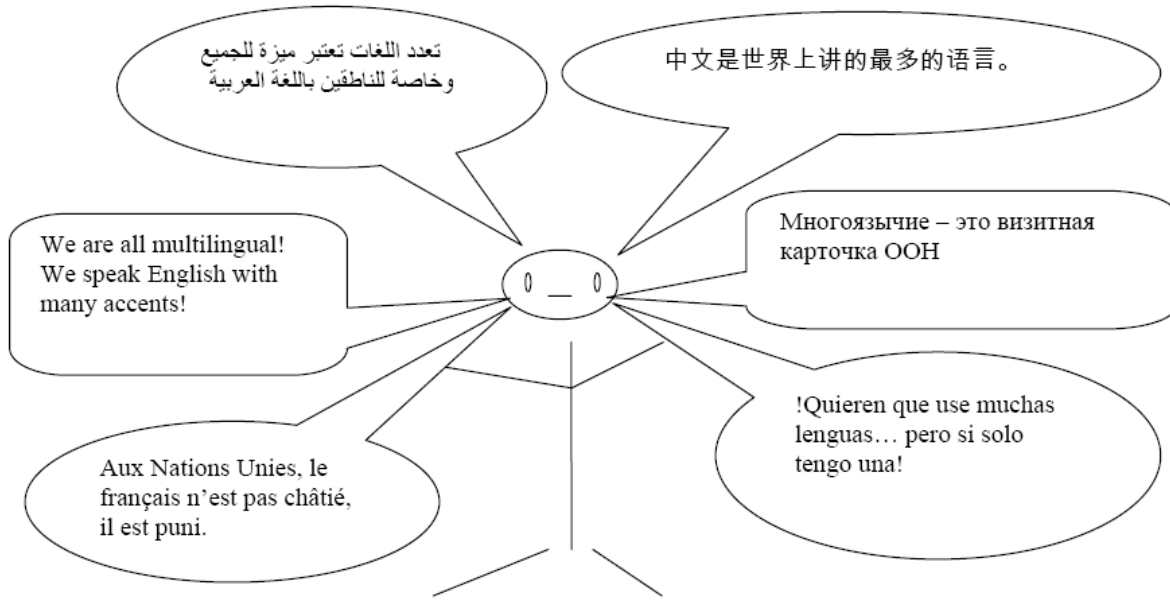 تعدد اللغات تعتبر ميزة للجميع
وخاصة للناطقين باللغة العربية
中文是世界上讲的最多的语言。
We are all multilingual!
We speak English with
many accents!
Многоязычие – это визитная
карточка ООН
Aux Nations Unies, le
français n’est pas châtié,
il est puni.
!Quieren que use muchas
lenguas… pero si solo
tengo una!